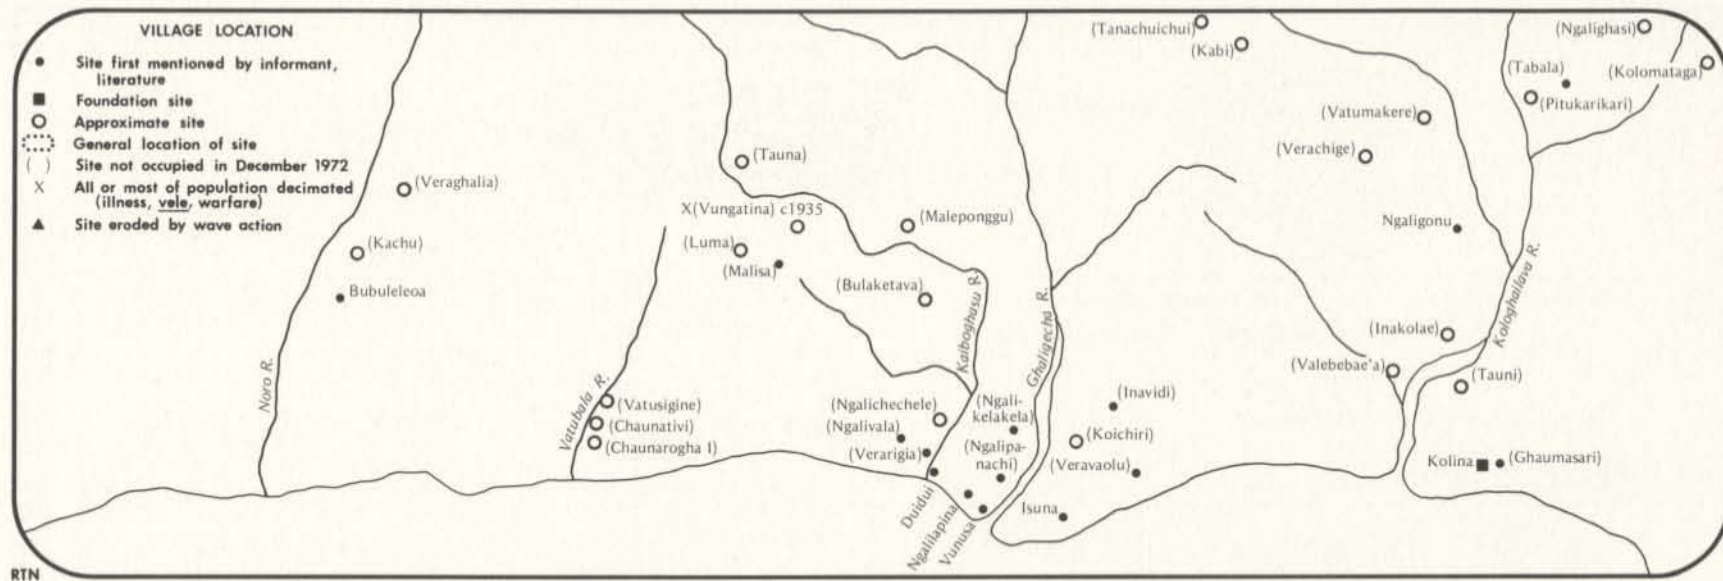 VILLAGE LOCATION
● Site first mentioned by informant,
literature
■ Foundation site
O Approximate site
General location of site
( ) Site not occupied in December 1972
X All or most of population decimated
(illness, vele, warfare)
▲ Site eroded by wave action
(Tanachuichui)
(Kabi)
(Ngalighasi)
(Tabala)
(Kolomataga)
(Pitukarikari)
(Vatumakere)
(Verachige)
(Tauna)
(Veraghalia)
X(Vungatina) c1935
(Maleponggu)
Ngaligonu
(Kachu)
(Luma)
(Malisa)
Bubuleleoa
(Bulaketava)
Kaiboghasu R.
Ghaligecha R.
Kologhailava R.
(Inakolae)
Noro R.
Vatubala R.
(Valebebae'a)
(Tauni)
(Vatusigine)
(Chaunativi)
(Chaunarogha I)
(Ngalichechele)
(Ngalivala)
(Verarigia)
(Ngali-
kelakela)
(Ngalipa-
nachi)
(Inavidi)
(Koichiri)
(Veravaolu)
Kolina
(Ghaumasari)
Duidui
Ngalilapina
Vunusa
Isuna
RTN